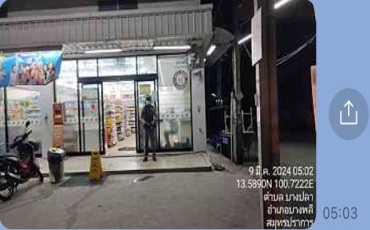 9 มี.ค. 2024 05:02
13.5890N 100.7222E
ตำบล บางปลา
อำเภอบางพลี
สมุทรปราการ
05:03